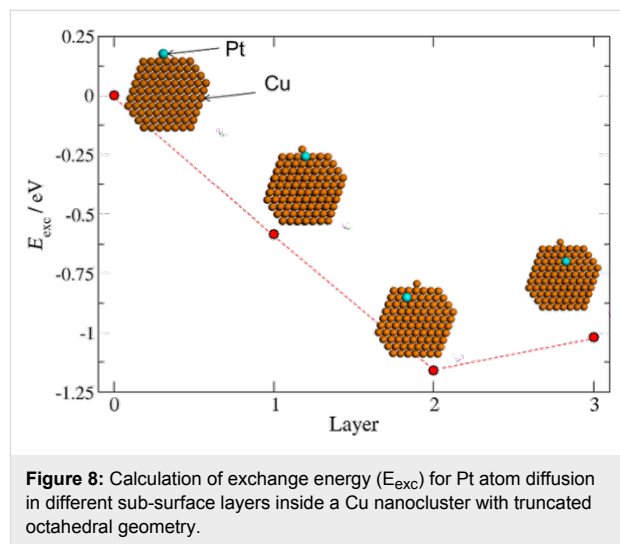 0.25
Pt
0
Cu
-0.25
-0.5
-0.75
-1
-1.25
E_exc / eV
0 1 2 3
Layer
Figure 8: Calculation of exchange energy (E_exc) for Pt atom diffusion
in different sub-surface layers inside a Cu nanocluster with truncated
octahedral geometry.